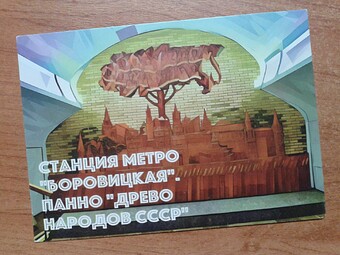 СТАНЦИЯ МЕТРО
"БОРОВИЦКАЯ"-
ПАННО "ДРЕВО
НАРОДОВ СССР"